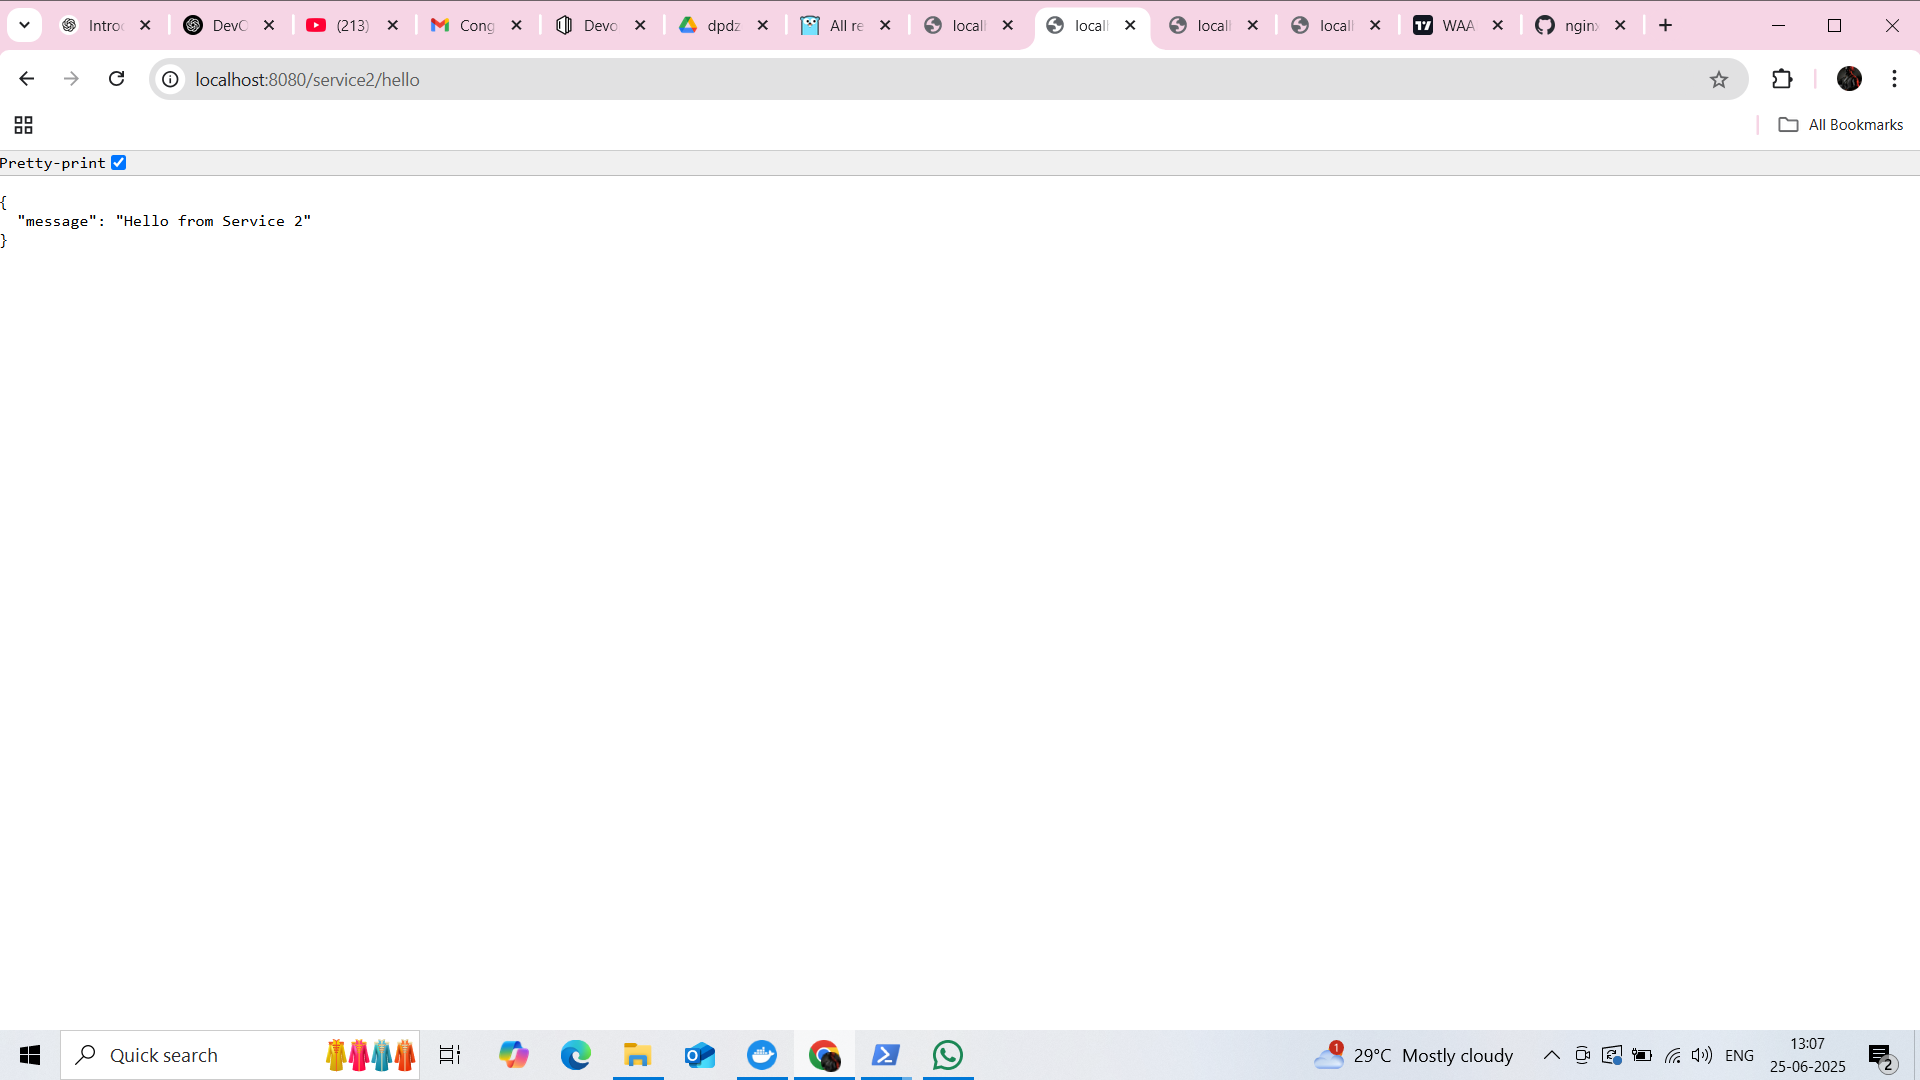 Intro
DevO
(213)
Cong
Devo
dpdz
All re
locall
locall
locall
locall
WAA
nginx
localhost:8080/service2/hello
All Bookmarks
Pretty-print
{
"message": "Hello from Service 2"
}
Quick search
1
29°C Mostly cloudy
ENG
13:07
25-06-2025
2